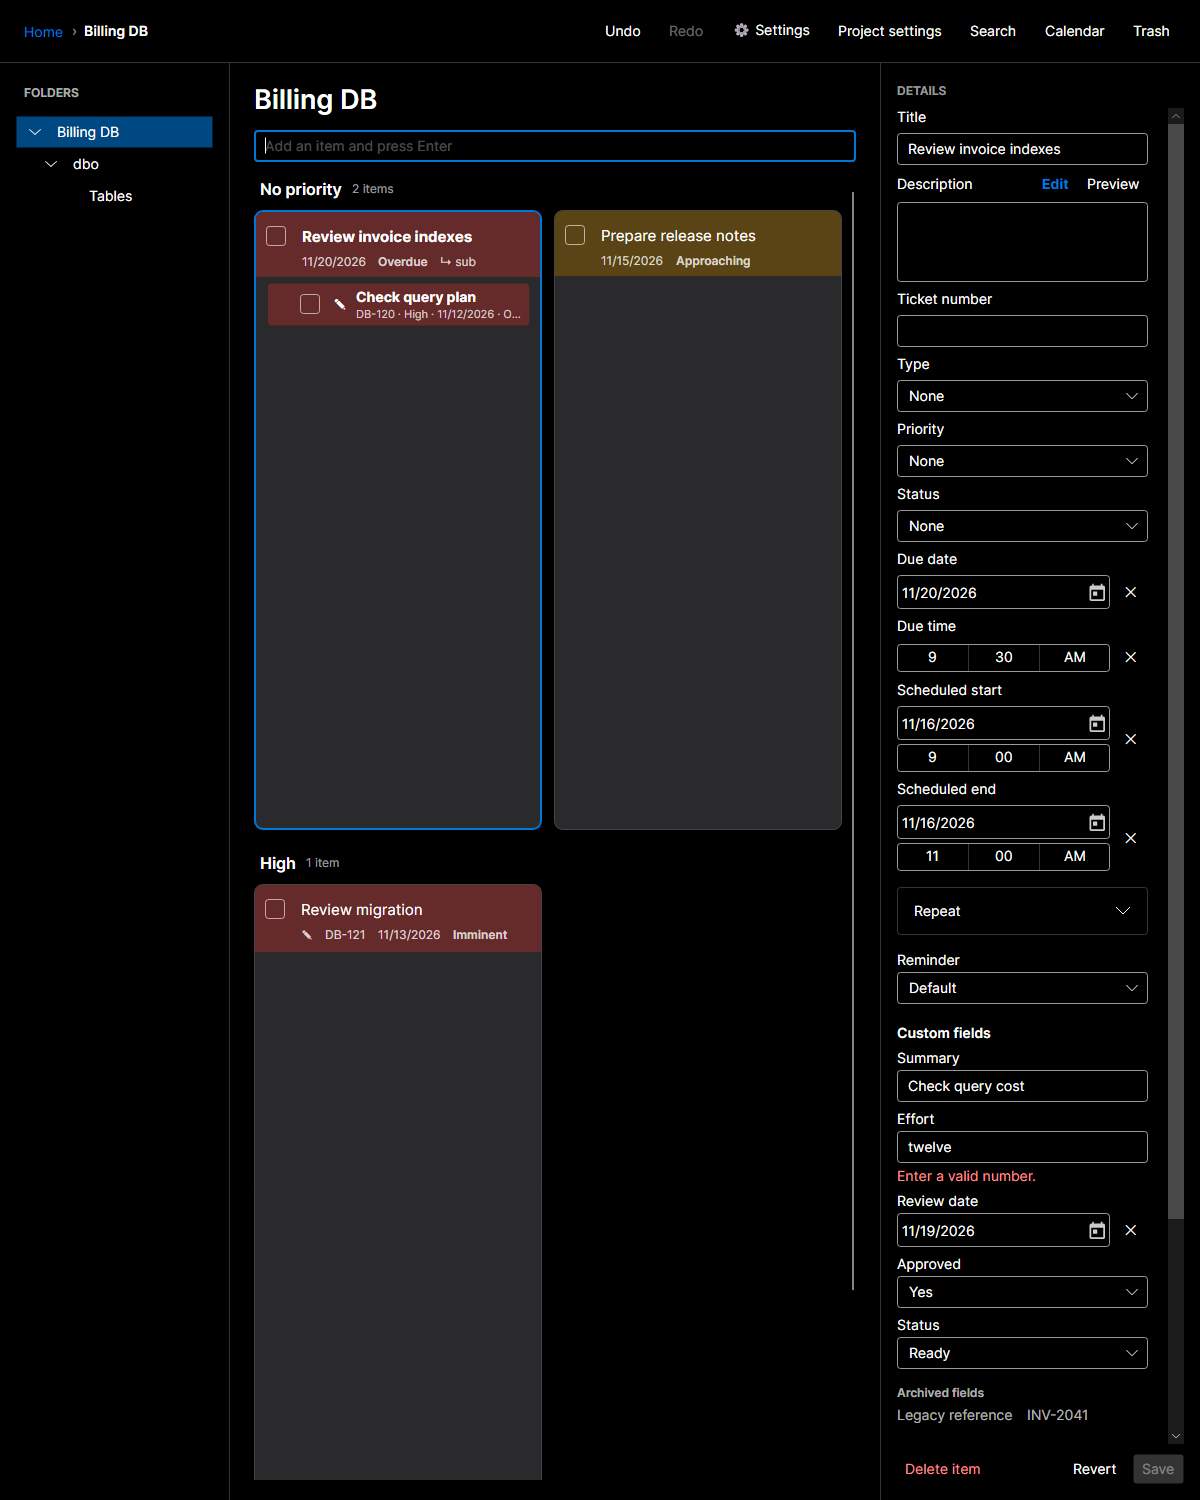 Home › Billing DB
Undo Redo Settings Project settings Search Calendar Trash
FOLDERS
Billing DB
dbo
Tables
Billing DB
Add an item and press Enter
No priority 2 items
Review invoice indexes
11/20/2026 Overdue ↳ sub
Check query plan
DB-120 · High · 11/12/2026 · O...
Prepare release notes
11/15/2026 Approaching
High 1 item
Review migration
DB-121 11/13/2026 Imminent
DETAILS
Title
Review invoice indexes
Description Edit Preview
Ticket number
Type
None
Priority
None
Status
None
Due date
11/20/2026
Due time
9 30 AM
Scheduled start
11/16/2026
9 00 AM
Scheduled end
11/16/2026
11 00 AM
Repeat
Reminder
Default
Custom fields
Summary
Check query cost
Effort
twelve
Enter a valid number.
Review date
11/19/2026
Approved
Yes
Status
Ready
Archived fields
Legacy reference INV-2041
Delete item Revert Save